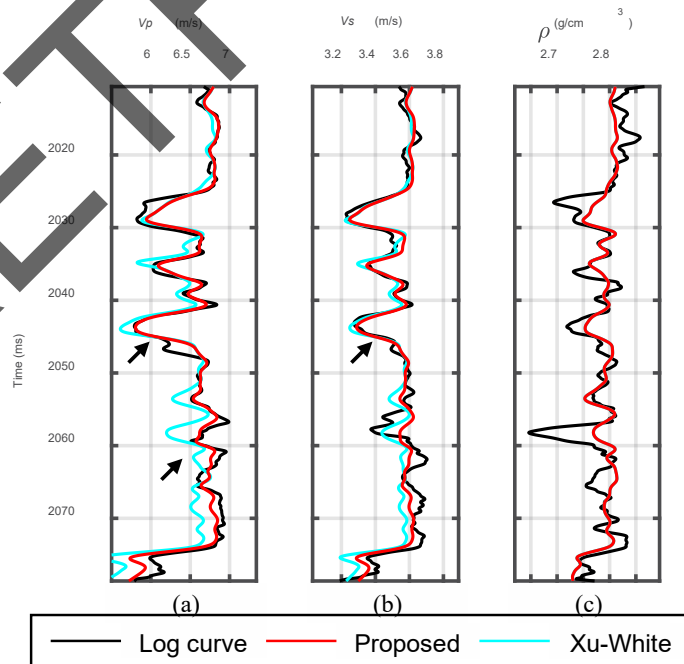 Vp (m/s)
Vs (m/s)
ρ (g/cm 3 )
6 6.5 7
3.2 3.4 3.6 3.8
2.7 2.8
2020
2030
2040
2050
2060
2070
Time (ms)
(a) (b) (c)
Log curve Proposed Xu-White